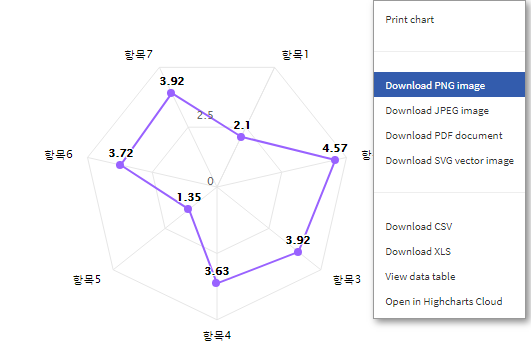 Print chart
Download PNG image
Download JPEG image
Download PDF document
Download SVG vector image
Download CSV
Download XLS
View data table
Open in Highcharts Cloud
항목7
항목1
3.92
2.5
2.1
4.57
항목6
3.72
0
1.35
3.92
항목5
3.63
항목3
항목4